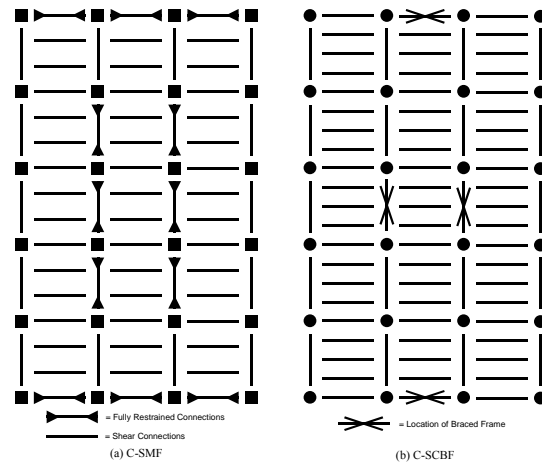 = Fully Restrained Connections
= Shear Connections
(a) C-SMF
= Location of Braced Frame
(b) C-SCBF